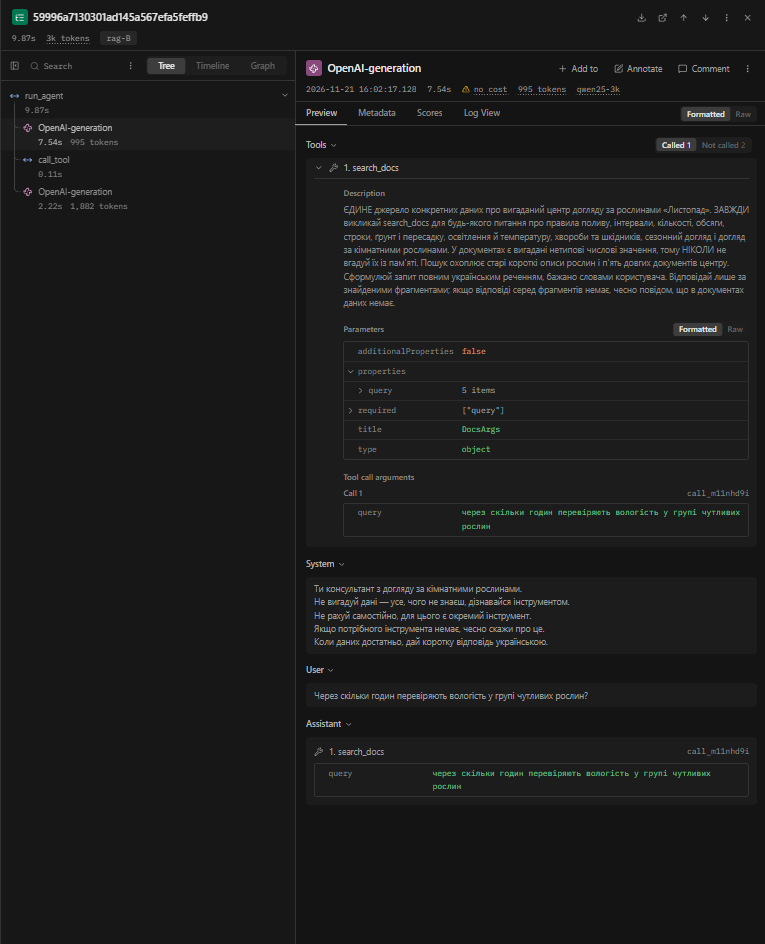 59996a7130301ad145a567efa5feffb9
9.87s 3k tokens rag-B
Search Tree Timeline Graph
run_agent
9.87s
OpenAI-generation
7.54s 995 tokens
call_tool
0.11s
OpenAI-generation
2.22s 1,882 tokens
OpenAI-generation Add to Annotate Comment
2026-11-21 16:02:17.128 7.54s no cost 995 tokens qwen25-3k
Preview Metadata Scores Log View Formatted Raw
Tools Called 1 Not called 2
1. search_docs
Description
ЄДИНЕ джерело конкретних даних про вигаданий центр догляду за рослинами «Листопад». ЗАВЖДИ
викликай search_docs для будь-якого питання про правила поливу, інтервали, кількості, обсяги,
строки, ґрунт і пересадку, освітлення й температуру, хвороби та шкідників, сезонний догляд і догляд
за кімнатними рослинами. У документах є вигадані нетипові числові значення, тому НІКОЛИ не
вгадуй їх із пам'яті. Пошук охоплює старі короткі описи рослин і п'ять довгих документів центру.
Сформулюй запит повним українським реченням, бажано словами користувача. Відповідай лише за
знайденими фрагментами; якщо відповіді серед фрагментів немає, чесно повідом, що в документах
даних немає.
Parameters Formatted Raw
additionalProperties false
properties
query 5 items
required ["query"]
title DocsArgs
type object
Tool call arguments
Call 1 call_m11nhd9i
query через скільки годин перевіряють вологість у групі чутливих
рослин
System
Ти консультант з догляду за кімнатними рослинами.
Не вигадуй дані — усе, чого не знаєш, дізнавайся інструментом.
Не рахуй самостійно, для цього є окремий інструмент.
Якщо потрібного інструмента немає, чесно скажи про це.
Коли даних достатньо, дай коротку відповідь українською.
User
Через скільки годин перевіряють вологість у групі чутливих рослин?
Assistant
1. search_docs call_m11nhd9i
query через скільки годин перевіряють вологість у групі чутливих
рослин